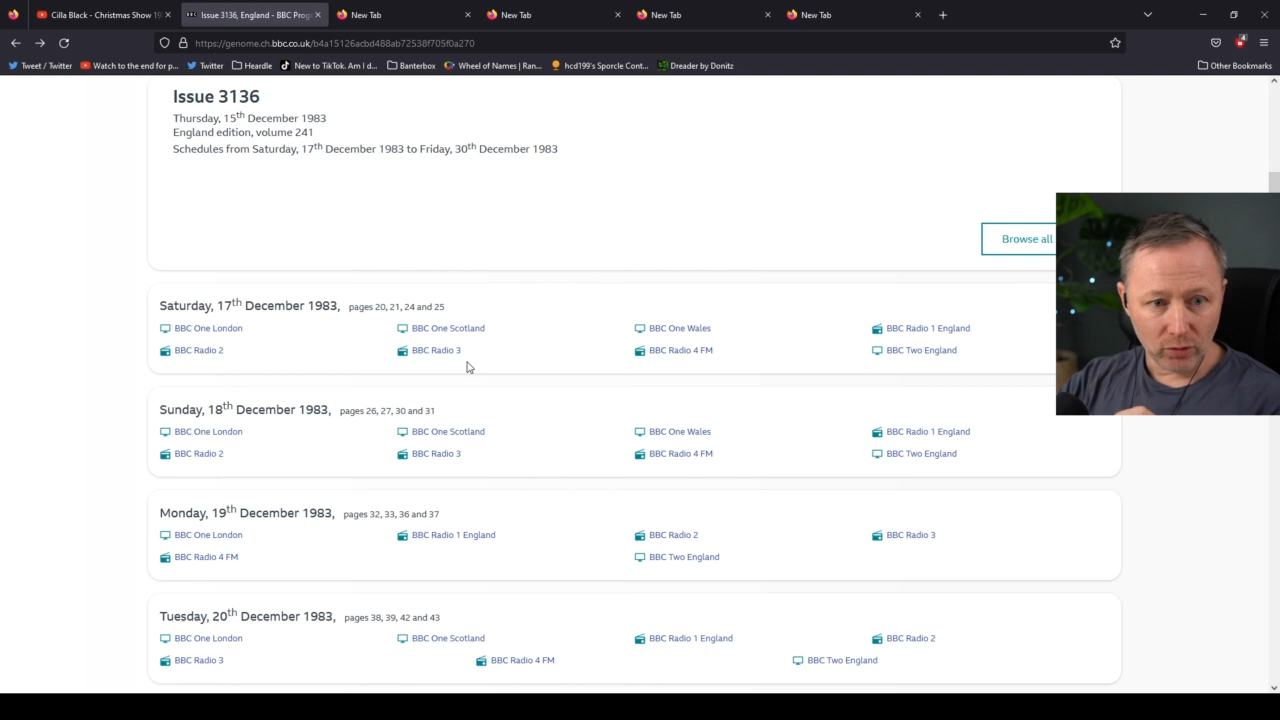 Cilla Black - Christmas Show 19
BBC Issue 3136, England - BBC Prog
New Tab
New Tab
New Tab
New Tab
https://genome.ch.bbc.co.uk/b4a15126acbd488ab72538f705f0a270
4
Tweet / Twitter
Watch to the end for p...
Twitter
Heardle
New to TikTok. Am I d...
Banterbox
Wheel of Names | Ran...
hcd199's Sporcle Cont...
Dreader by Donitz
Other Bookmarks
Issue 3136
Thursday, 15th December 1983
England edition, volume 241
Schedules from Saturday, 17th December 1983 to Friday, 30th December 1983
Browse all
Saturday, 17th December 1983, pages 20, 21, 24 and 25
BBC One London
BBC One Scotland
BBC One Wales
BBC Radio 1 England
BBC Radio 2
BBC Radio 3
BBC Radio 4 FM
BBC Two England
Sunday, 18th December 1983, pages 26, 27, 30 and 31
BBC One London
BBC One Scotland
BBC One Wales
BBC Radio 1 England
BBC Radio 2
BBC Radio 3
BBC Radio 4 FM
BBC Two England
Monday, 19th December 1983, pages 32, 33, 36 and 37
BBC One London
BBC Radio 1 England
BBC Radio 2
BBC Radio 3
BBC Radio 4 FM
BBC Two England
Tuesday, 20th December 1983, pages 38, 39, 42 and 43
BBC One London
BBC One Scotland
BBC Radio 1 England
BBC Radio 2
BBC Radio 3
BBC Radio 4 FM
BBC Two England